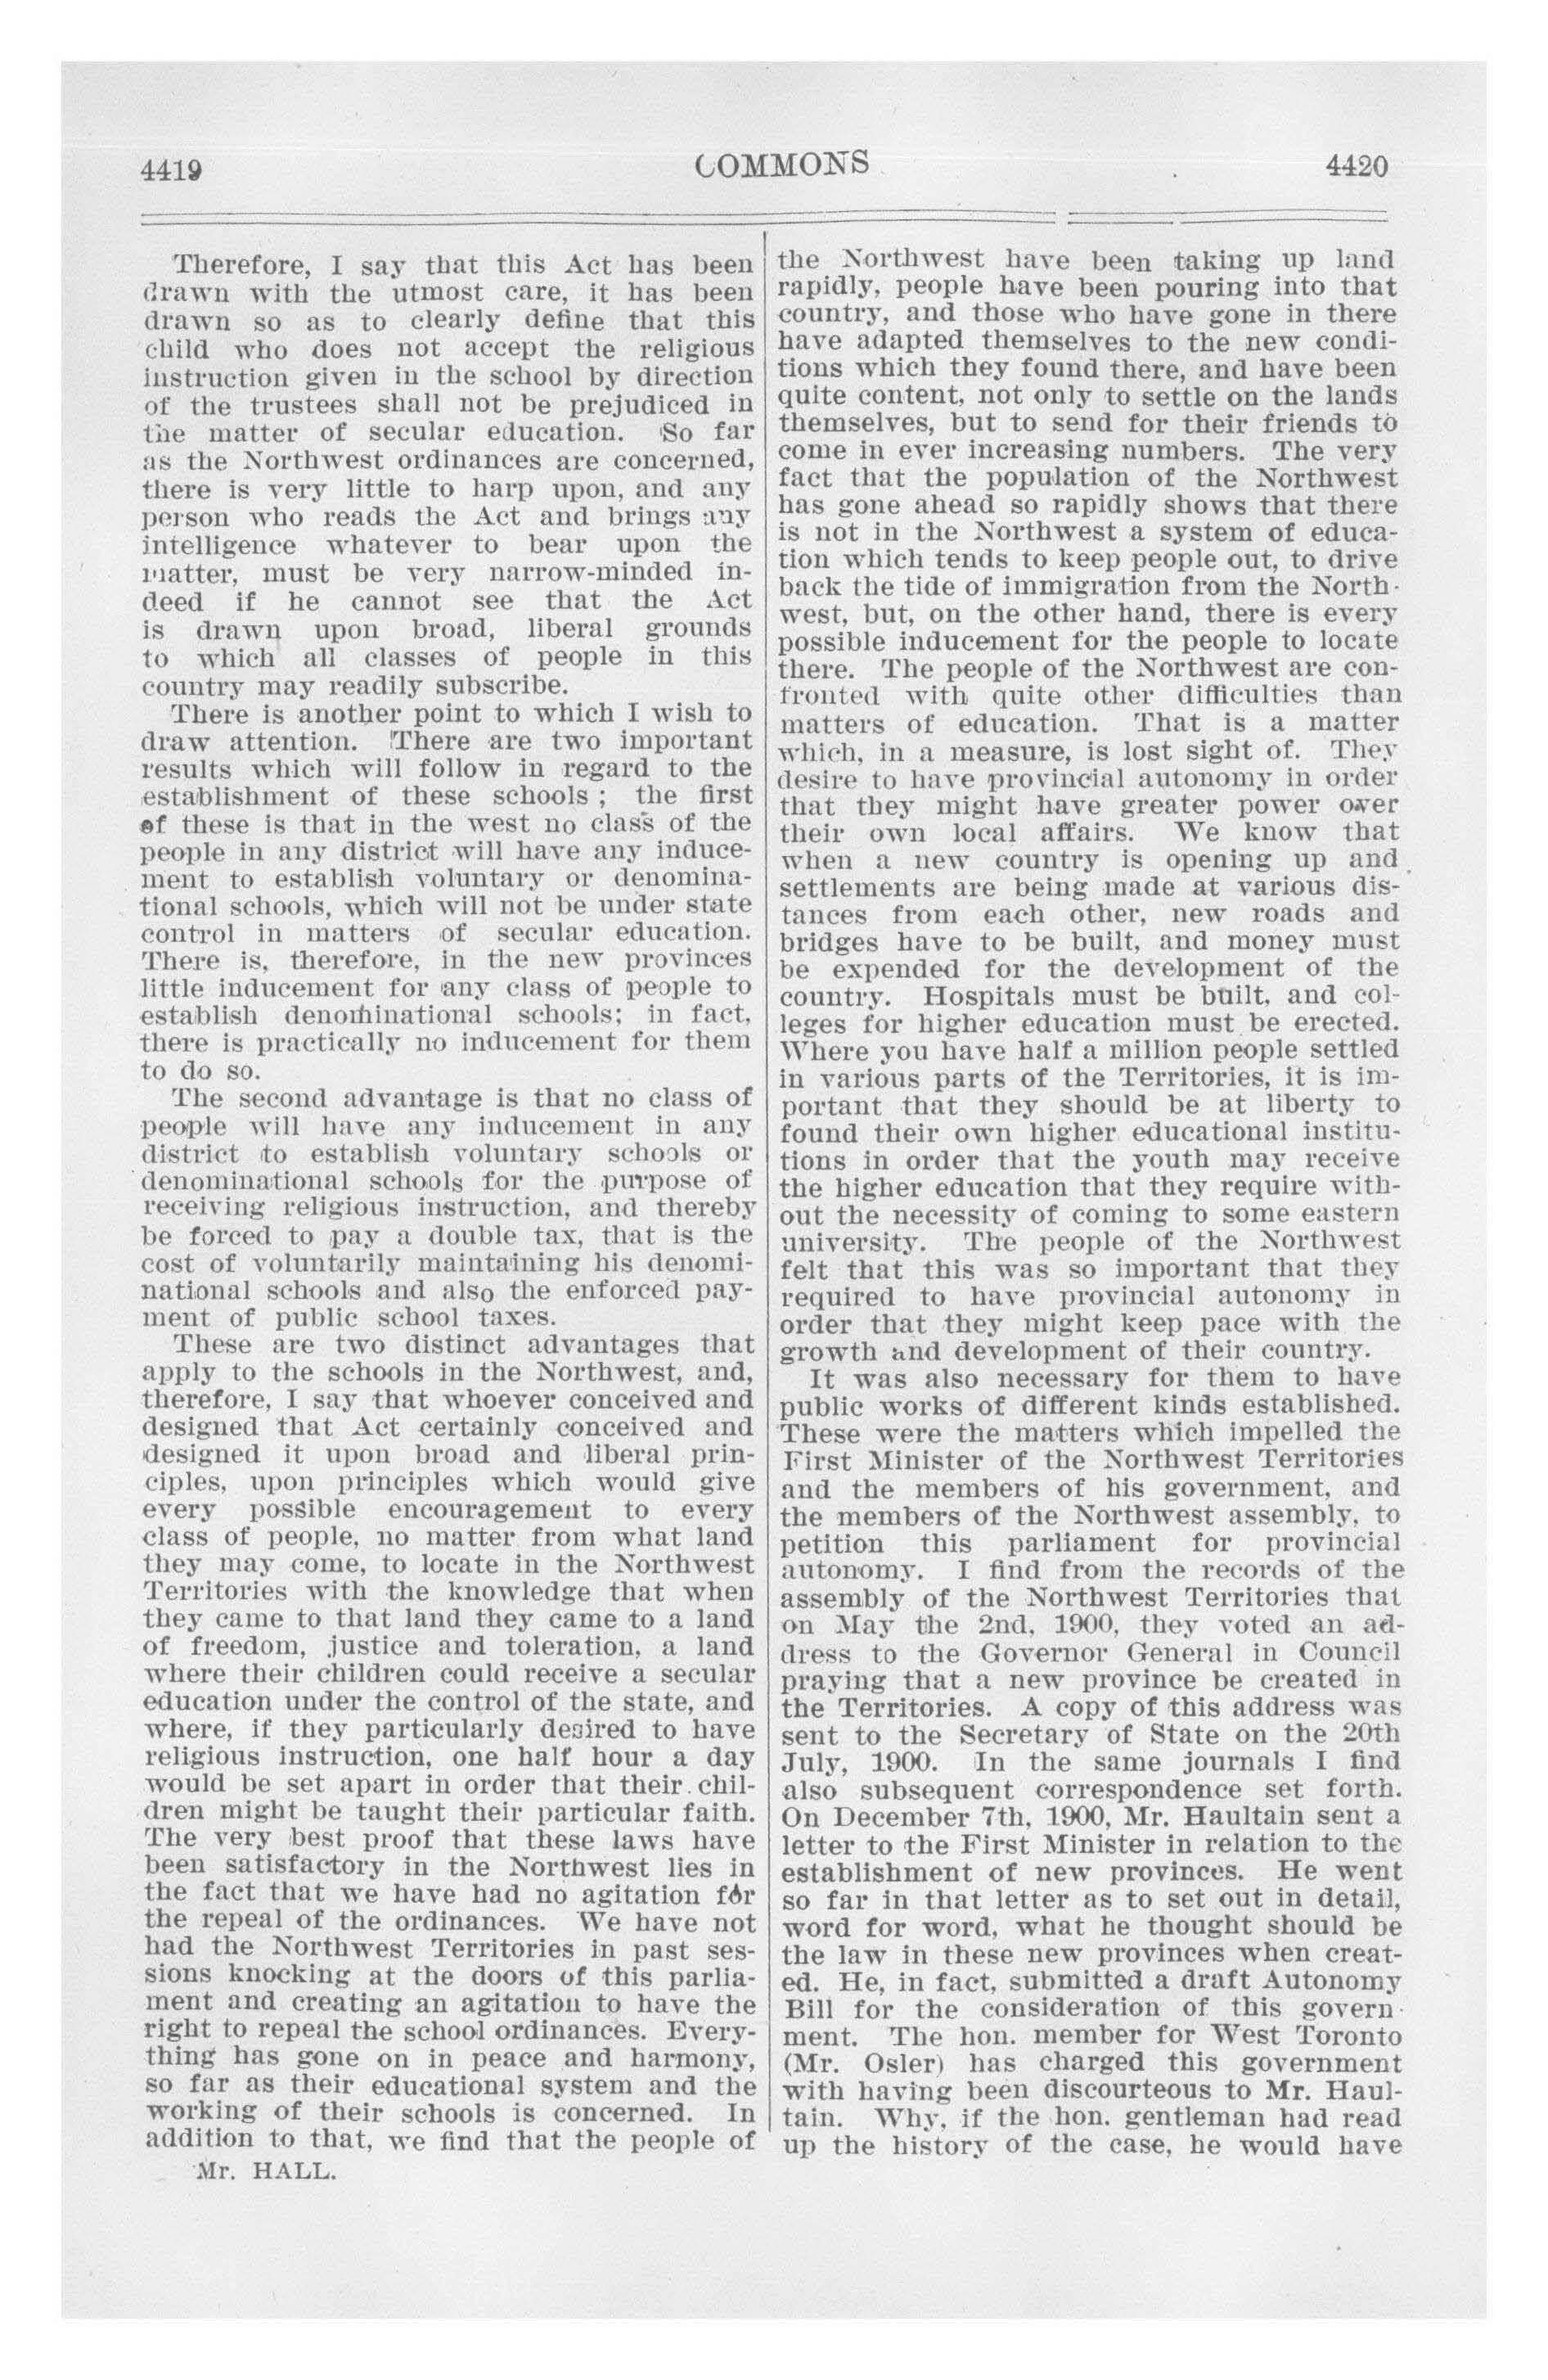 4419
COMMONS
4420
Therefore, I say that this Act has been
drawn with the utmost care, it has been
drawn so as to clearly define that this
child who does not accept the religious
instruction given in the school by direction
of the trustees shall not be prejudiced in
the matter of secular education. So far
as the Northwest ordinances are concerned,
there is very little to harp upon, and any
person who reads the Act and brings any
intelligence whatever to bear upon the
matter, must be very narrow-minded in-
deed if he cannot see that the Act
is drawn upon broad, liberal grounds
to which all classes of people in this
country may readily subscribe.
There is another point to which I wish to
draw attention. There are two important
results which will follow in regard to the
establishment of these schools ; the first
of these is that in the west no class of the
people in any district will have any induce-
ment to establish voluntary or denomina-
tional schools, which will not be under state
control in matters of secular education.
There is, therefore, in the new provinces
little inducement for any class of people to
establish denominational schools; in fact,
there is practically no inducement for them
to do so.
The second advantage is that no class of
people will have any inducement in any
district to establish voluntary schools or
denominational schools for the purpose of
receiving religious instruction, and thereby
be forced to pay a double tax, that is the
cost of voluntarily maintaining his denomi-
national schools and also the enforced pay-
ment of public school taxes.
These are two distinct advantages that
apply to the schools in the Northwest, and,
therefore, I say that whoever conceived and
designed that Act certainly conceived and
designed it upon broad and liberal prin-
ciples, upon principles which would give
every possible encouragement to every
class of people, no matter from what land
they may come, to locate in the Northwest
Territories with the knowledge that when
they came to that land they came to a land
of freedom, justice and toleration, a land
where their children could receive a secular
education under the control of the state, and
where, if they particularly desired to have
religious instruction, one half hour a day
would be set apart in order that their chil-
dren might be taught their particular faith.
The very best proof that these laws have
been satisfactory in the Northwest lies in
the fact that we have had no agitation for
the repeal of the ordinances. We have not
had the Northwest Territories in past ses-
sions knocking at the doors of this parlia-
ment and creating an agitation to have the
right to repeal the school ordinances. Every-
thing has gone on in peace and harmony,
so far as their educational system and the
working of their schools is concerned. In
addition to that, we find that the people of
Mr. HALL.
the Northwest have been taking up land
rapidly, people have been pouring into that
country, and those who have gone in there
have adapted themselves to the new condi-
tions which they found there, and have been
quite content, not only to settle on the lands
themselves, but to send for their friends to
come in ever increasing numbers. The very
fact that the population of the Northwest
has gone ahead so rapidly shows that there
is not in the Northwest a system of educa-
tion which tends to keep people out, to drive
back the tide of immigration from the North-
west, but, on the other hand, there is every
possible inducement for the people to locate
there. The people of the Northwest are con-
fronted with quite other difficulties than
matters of education. That is a matter
which, in a measure, is lost sight of. They
desire to have provincial autonomy in order
that they might have greater power over
their own local affairs. We know that
when a new country is opening up and
settlements are being made at various dis-
tances from each other, new roads and
bridges have to be built, and money must
be expended for the development of the
country. Hospitals must be built, and col-
leges for higher education must be erected.
Where you have half a million people settled
in various parts of the Territories, it is im-
portant that they should be at liberty to
found their own higher educational institu-
tions in order that the youth may receive
the higher education that they require with-
out the necessity of coming to some eastern
university. The people of the Northwest
felt that this was so important that they
required to have provincial autonomy in
order that they might keep pace with the
growth and development of their country.
It was also necessary for them to have
public works of different kinds established.
These were the matters which impelled the
First Minister of the Northwest Territories
and the members of his government, and
the members of the Northwest assembly, to
petition this parliament for provincial
autonomy. I find from the records of the
assembly of the Northwest Territories that
on May the 2nd, 1900, they voted an ad-
dress to the Governor General in Council
praying that a new province be created in
the Territories. A copy of this address was
sent to the Secretary of State on the 20th
July, 1900. In the same journals I find
also subsequent correspondence set forth.
On December 7th, 1900, Mr. Haultain sent a
letter to the First Minister in relation to the
establishment of new provinces. He went
so far in that letter as to set out in detail,
word for word, what he thought should be
the law in these new provinces when creat-
ed. He, in fact, submitted a draft Autonomy
Bill for the consideration of this govern-
ment. The hon. member for West Toronto
(Mr. Osler) has charged this government
with having been discourteous to Mr. Haul-
tain. Why, if the hon. gentleman had read
up the history of the case, he would have